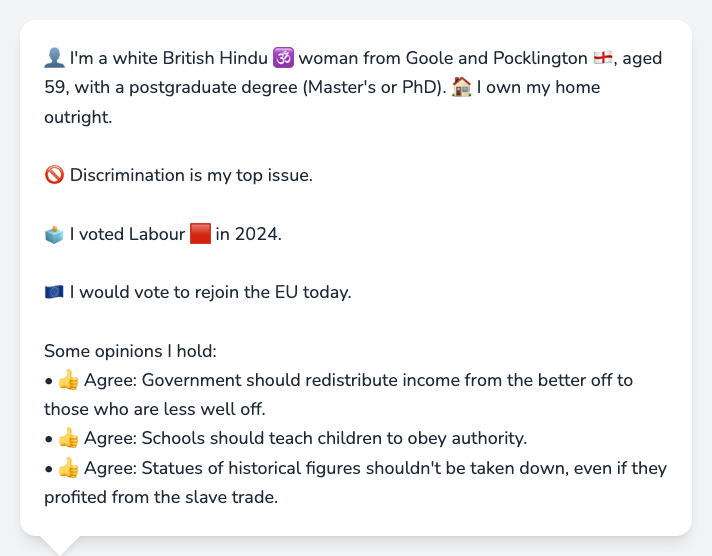 👤 I'm a white British Hindu 🕉️ woman from Goole and Pocklington 🏴󠁧󠁢󠁥󠁮󠁧󠁿, aged
59, with a postgraduate degree (Master's or PhD). 🏠 I own my home
outright.
🚫 Discrimination is my top issue.
🗳️ I voted Labour 🟥 in 2024.
🇪🇺 I would vote to rejoin the EU today.
Some opinions I hold:
• 👍 Agree: Government should redistribute income from the better off to
those who are less well off.
• 👍 Agree: Schools should teach children to obey authority.
• 👍 Agree: Statues of historical figures shouldn't be taken down, even if they
profited from the slave trade.